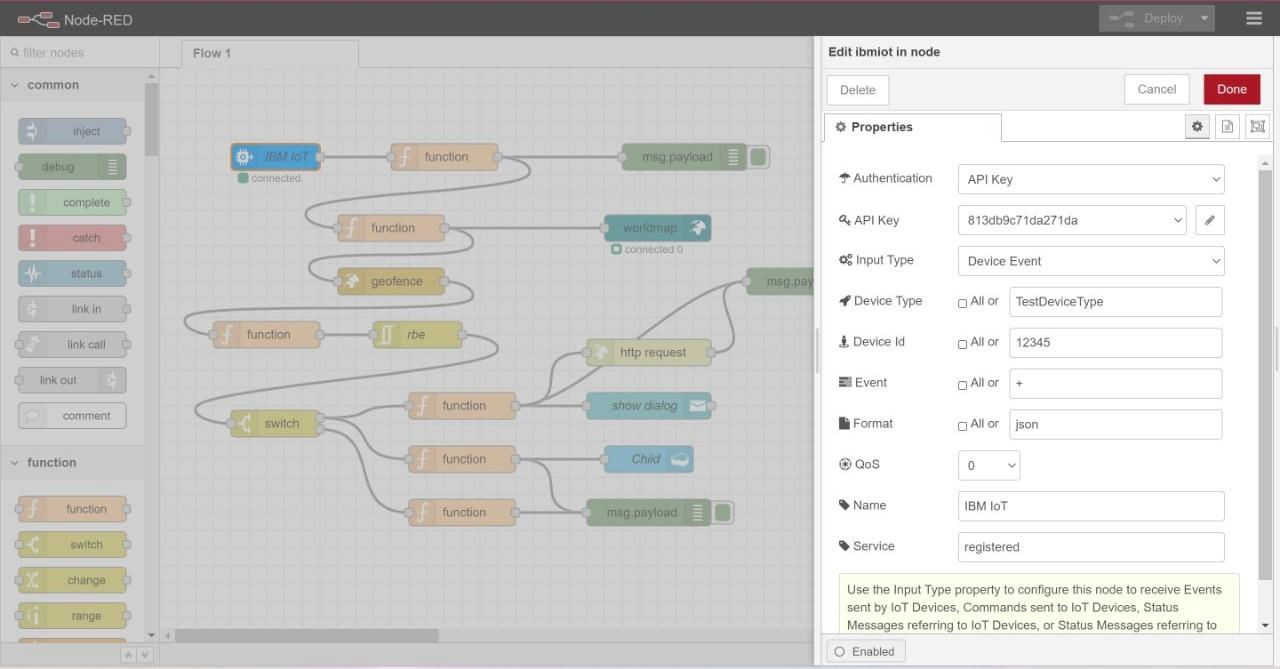 Node-RED
Deploy
filter nodes
common
inject
debug
complete
catch
status
link in
link call
link out
comment
function
function
switch
change
range
Flow 1
IBM IoT
connected
function
msg.payload
function
worldmap
connected 0
geofence
msg.pay
function
rbe
http request
switch
function
show dialog
function
Child
function
msg.payload
Edit ibmiot in node
Delete
Cancel
Done
Properties
Authentication
API Key
API Key
813db9c71da271da
Input Type
Device Event
Device Type
All or
TestDeviceType
Device Id
All or
12345
Event
All or
+
Format
All or
json
QoS
0
Name
IBM IoT
Service
registered
Use the Input Type property to configure this node to receive Events
sent by IoT Devices, Commands sent to IoT Devices, Status
Messages referring to IoT Devices, or Status Messages referring to
Enabled